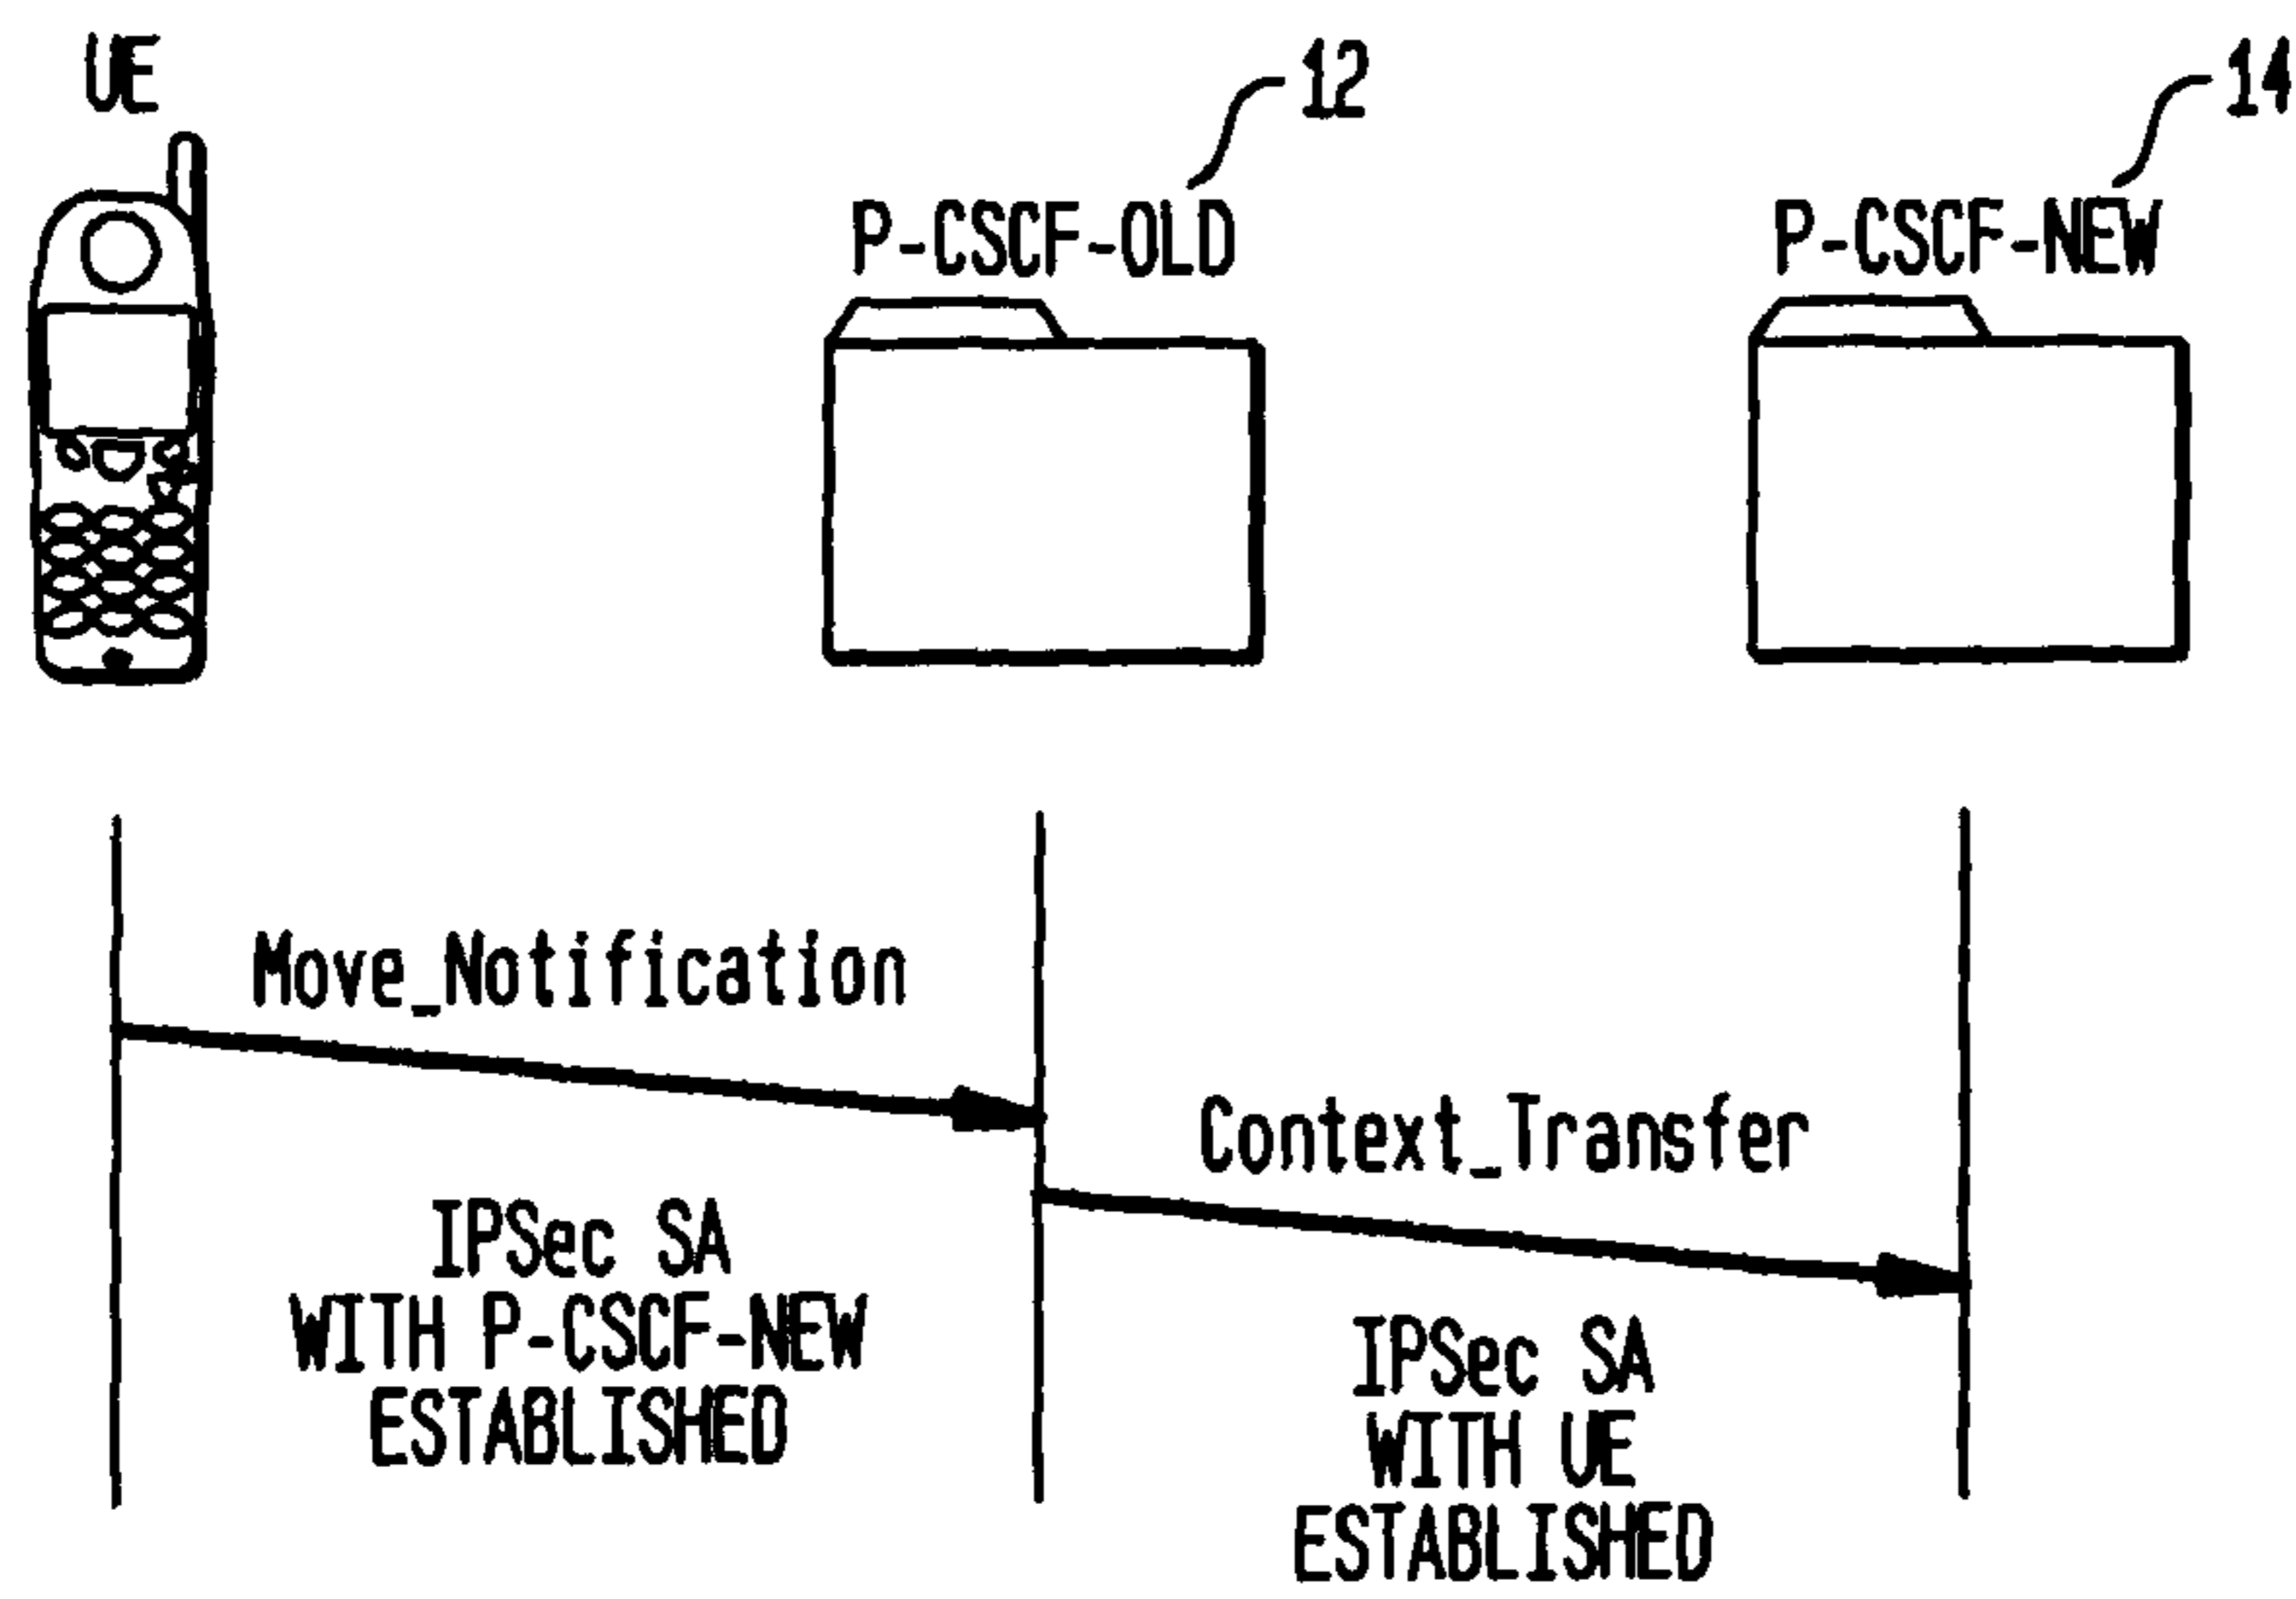 UE
12
14
P-CSCF-OLD
P-CSCF-NEW
Move_Notification
Context_Transfer
IPSec SA
WITH P-CSCF-NEW
ESTABLISHED
IPSec SA
WITH UE
ESTABLISHED